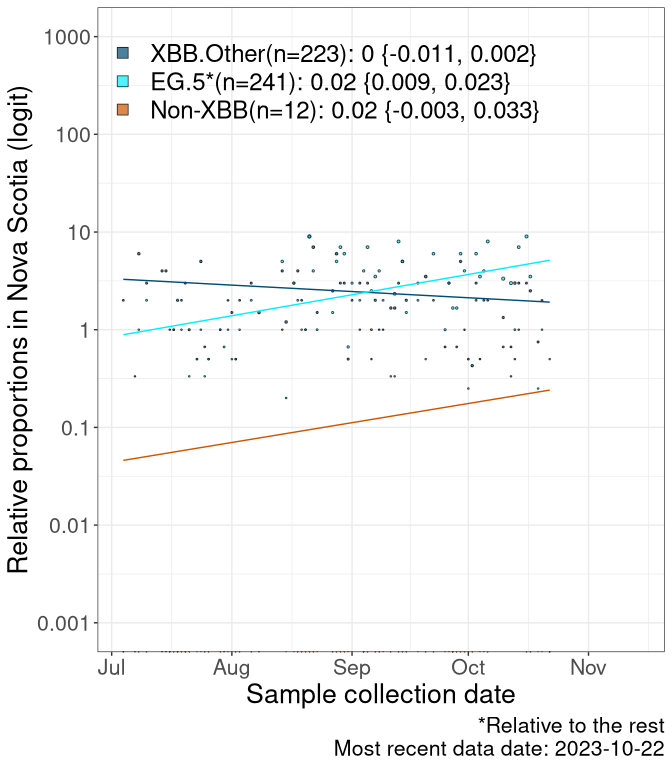 Relative proportions in Nova Scotia (logit)
1000
100
10
1
0.1
0.01
0.001
XBB.Other(n=223): 0 {-0.011, 0.002}
EG.5*(n=241): 0.02 {0.009, 0.023}
Non-XBB(n=12): 0.02 {-0.003, 0.033}
Jul Aug Sep Oct Nov
Sample collection date
*Relative to the rest
Most recent data date: 2023-10-22